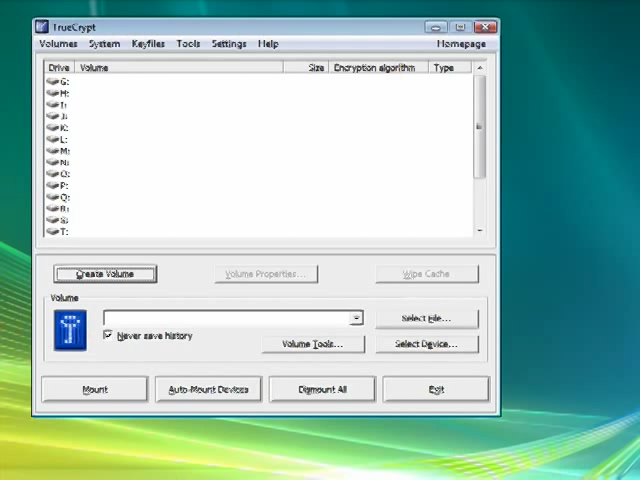 TrueCrypt
Volumes System Keyfiles Tools Settings Help Homepage
Drive Volume Size Encryption algorithm Type
G:
H:
I:
J:
K:
L:
M:
N:
O:
P:
Q:
R:
S:
T:
Create Volume Volume Properties... Wipe Cache
Volume
Select File...
Never save history
Volume Tools... Select Device...
Mount Auto-Mount Devices Dismount All Exit